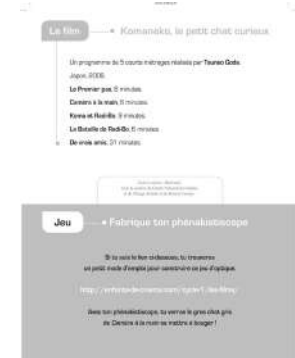 Le film
Komaneko, le petit chat curieux
Un programme de 5 courts métrages réalisés par Tsuneo Goda.
Japon, 2006.
Le Premier pas, 5 minutes.
Caméra à la main, 5 minutes.
Koma et Radi-Bo, 9 minutes.
La Bataille de Radi-Bo, 6 minutes.
De vrais amis, 21 minutes.
Jeu
Fabrique ton phénakistiscope
Si tu suis le lien ci-dessous, tu trouveras
un petit mode d'emploi pour construire ce jeu d'optique.
Avec ton phénakistiscope, tu verras le gros chat gris
de Caméra à la main se mettre à bouger !